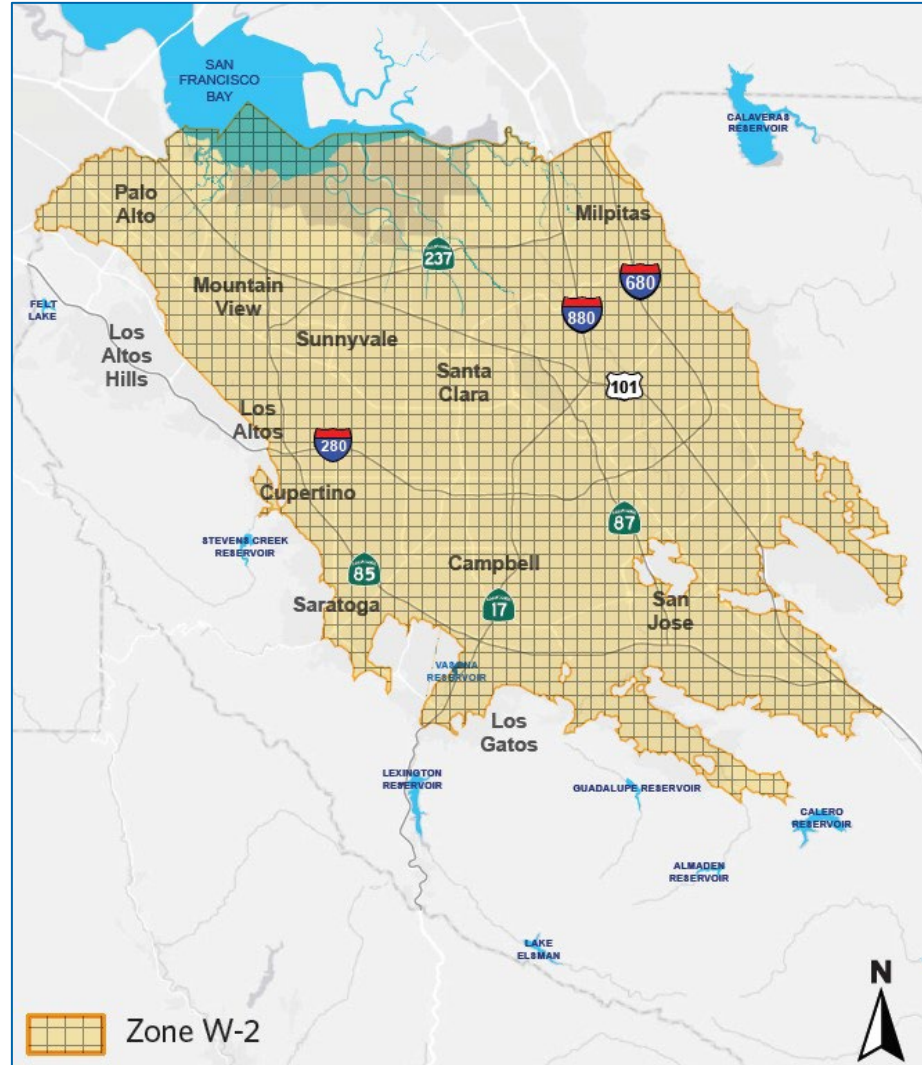 SAN
FRANCISCO
BAY
CALAVERAS
RESERVOIR
Palo
Alto
Milpitas
237
680
Mountain
View
FELT
LAKE
880
Los
Altos
Hills
Sunnyvale
Santa
Clara
101
Los
Altos
280
Cupertino
87
STEVENS CREEK
RESERVOIR
85
Campbell
Saratoga
17
San
Jose
VASONA
RESERVOIR
Los
Gatos
LEXINGTON
RESERVOIR
GUADALUPE RESERVOIR
CALERO
RESERVOIR
ALMADEN
RESERVOIR
LAKE
ELSMAN
N
Zone W-2